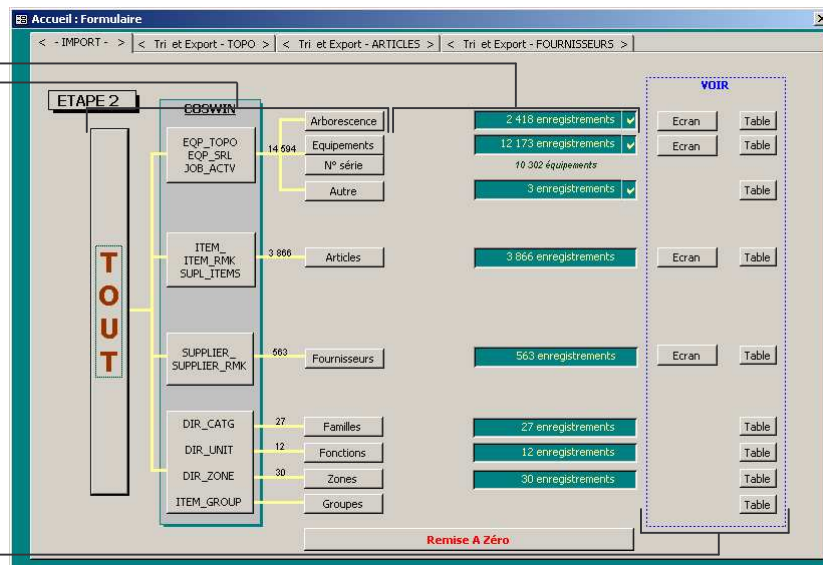 Accueil : Formulaire
< - IMPORT - >
< Tri et Export - TOPO >
< Tri et Export - ARTICLES >
< Tri et Export - FOURNISSEURS >
ETAPE 2
COSWIN
VOIR
TOUT
EQP_TOPO
EQP_SRL
JOB_ACTV
14 594
Arborescence
2 418 enregistrements
Ecran
Table
Equipements
12 173 enregistrements
Ecran
Table
N° série
10 302 équipements
Autre
3 enregistrements
Table
ITEM_
ITEM_RMK
SUPL_ITEMS
3 866
Articles
3 866 enregistrements
Ecran
Table
SUPPLIER_
SUPPLIER_RMK
563
Fournisseurs
563 enregistrements
Ecran
Table
DIR_CATG
27
Familles
27 enregistrements
Table
DIR_UNIT
12
Fonctions
12 enregistrements
Table
DIR_ZONE
30
Zones
30 enregistrements
Table
ITEM_GROUP
Groupes
Table
Remise A Zéro